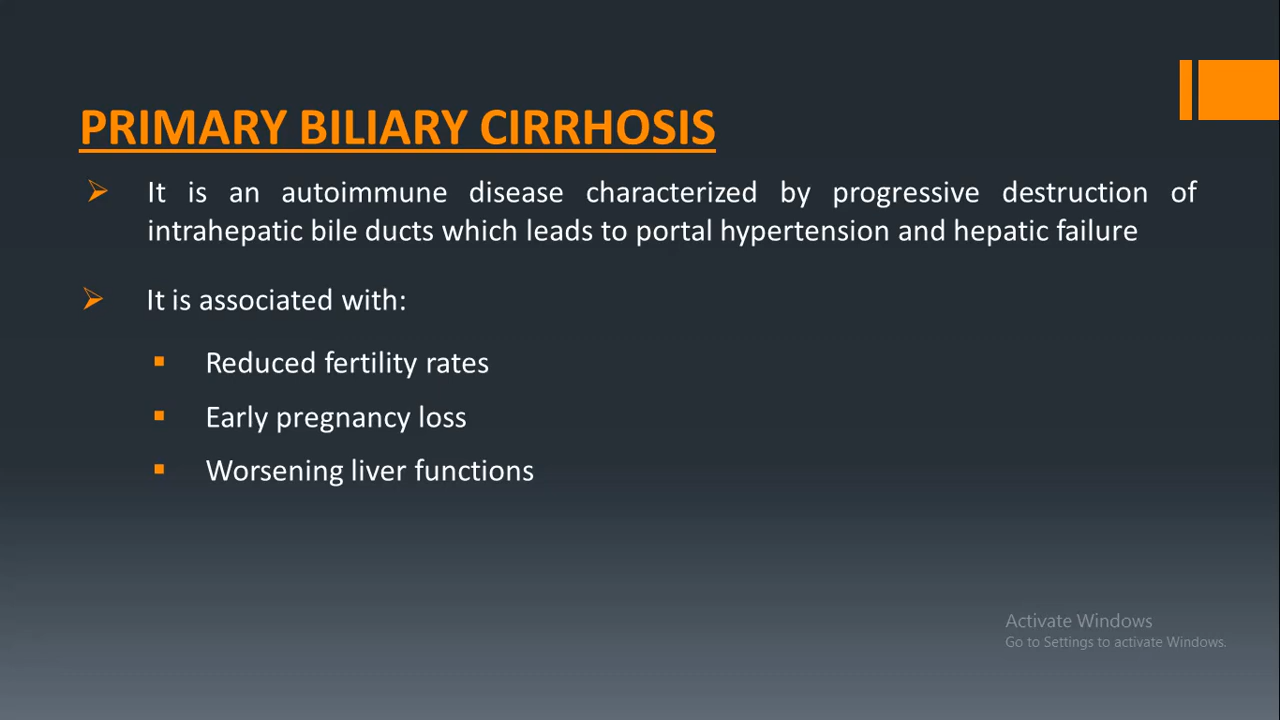 PRIMARY BILIARY CIRRHOSIS
It is an autoimmune disease characterized by progressive destruction of
intrahepatic bile ducts which leads to portal hypertension and hepatic failure
It is associated with:
Reduced fertility rates
Early pregnancy loss
Worsening liver functions
Activate Windows
Go to Settings to activate Windows.